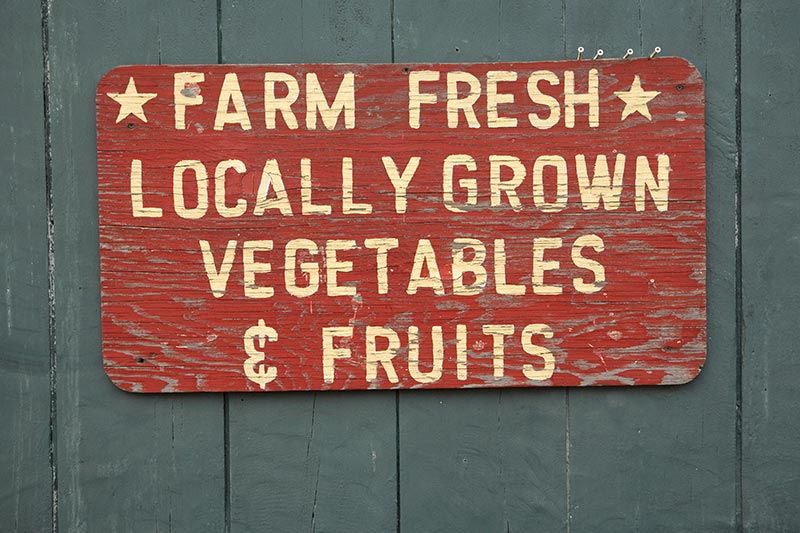 ★ FARM FRESH ★
LOCALLY GROWN
VEGETABLES
& FRUITS